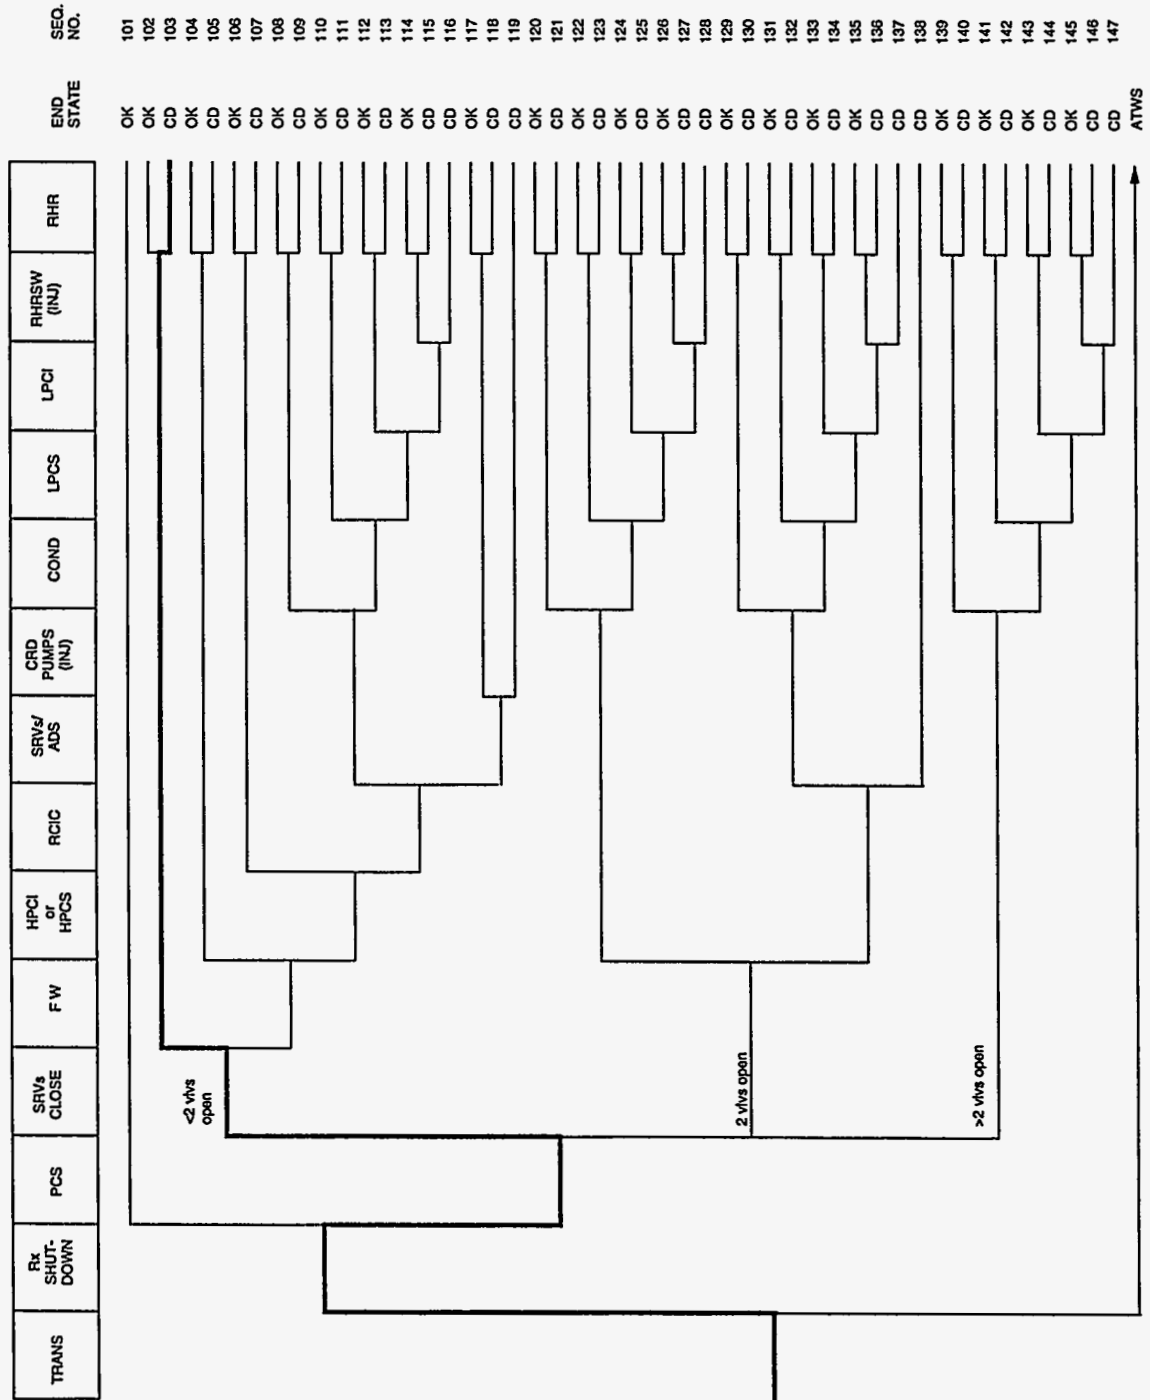 TRANS
Rx
SHUT-
DOWN
PCS
SRVs
CLOSE
FW
HPCI
or
HPCS
RCIC
SRVs/
ADS
CRD
PUMPS
(INJ)
COND
LPCS
LPCI
RHRSW
(INJ)
RHR
END
STATE
SEQ.
NO.
OK 101
OK 102
CD 103
OK 104
CD 105
OK 106
CD 107
OK 108
CD 109
OK 110
CD 111
OK 112
CD 113
OK 114
CD 115
CD 116
OK 117
CD 118
CD 119
OK 120
CD 121
OK 122
CD 123
OK 124
CD 125
OK 126
CD 127
CD 128
OK 129
CD 130
OK 131
CD 132
OK 133
CD 134
OK 135
CD 136
CD 137
CD 138
OK 139
CD 140
OK 141
CD 142
OK 143
CD 144
OK 145
CD 146
CD 147
ATWS
<2 vlvs
open
2 vlvs open
>2 vlvs open